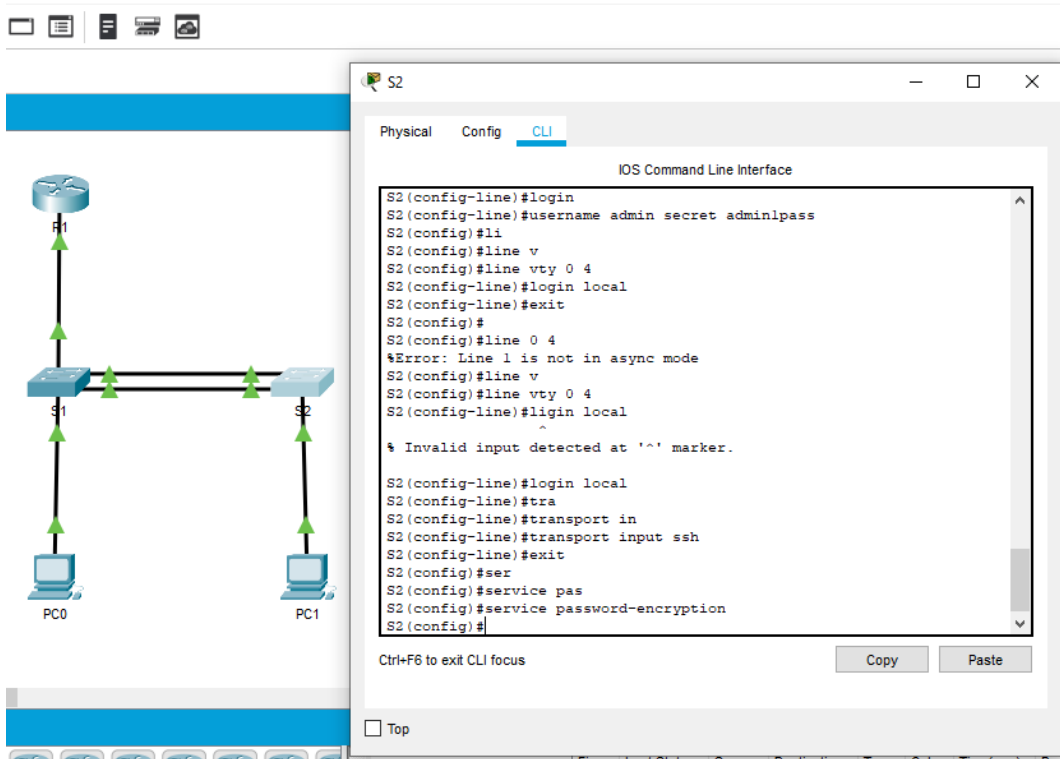 S2
Physical Config CLI
IOS Command Line Interface
S2(config-line)#login
S2(config-line)#username admin secret admin1pass
S2(config)#li
S2(config)#line v
S2(config)#line vty 0 4
S2(config-line)#login local
S2(config-line)#exit
S2(config)#
S2(config)#line 0 4
%Error: Line 1 is not in async mode
S2(config)#line v
S2(config)#line vty 0 4
S2(config-line)#ligin local
^
% Invalid input detected at '^' marker.
S2(config-line)#login local
S2(config-line)#tra
S2(config-line)#transport in
S2(config-line)#transport input ssh
S2(config-line)#exit
S2(config)#ser
S2(config)#service pas
S2(config)#service password-encryption
S2(config)#
Ctrl+F6 to exit CLI focus
Copy Paste
Top
R1
S1
S2
PC0
PC1